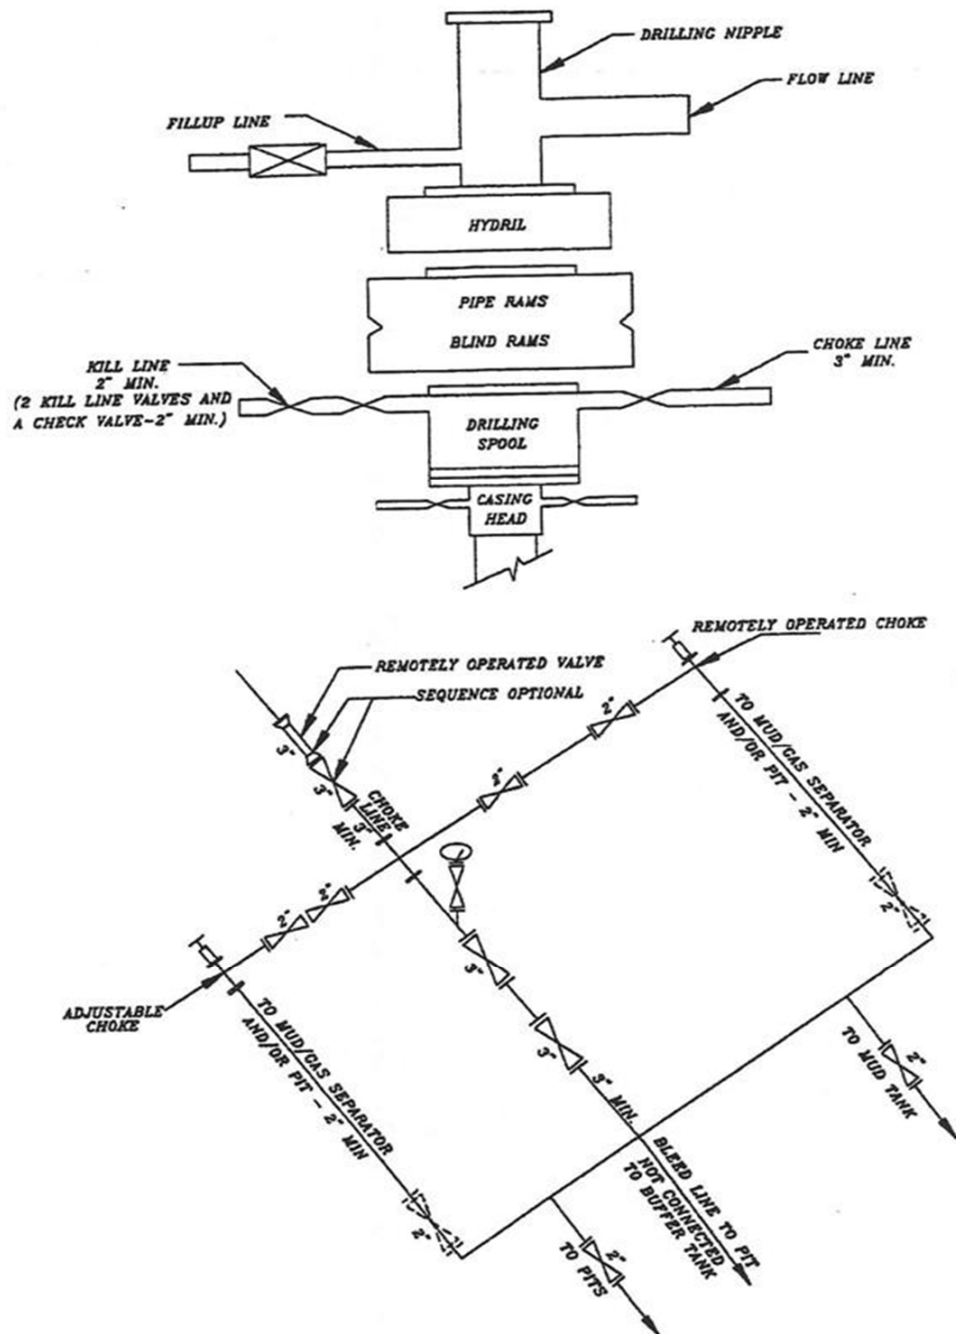 DRILLING NIPPLE
FLOW LINE
FILLUP LINE
HYDRIL
PIPE RAMS
BLIND RAMS
KILL LINE
2" MIN.
(2 KILL LINE VALVES AND
A CHECK VALVE-2" MIN.)
CHOKE LINE
3" MIN.
DRILLING
SPOOL
CASING
HEAD
REMOTELY OPERATED CHOKE
REMOTELY OPERATED VALVE
SEQUENCE OPTIONAL
3"
3"
CHOKE
LINE
3"
MIN.
2"
2"
TO MUD/GAS SEPARATOR
AND/OR PIT - 2" MIN
2"
2"
2"
ADJUSTABLE
CHOKE
TO MUD/GAS SEPARATOR
AND/OR PIT - 2" MIN
2"
3"
3"
3" MIN.
BLEED LINE TO PIT
NOT CONNECTED
TO BUFFER TANK
2"
TO MUD TANK
2"
TO PITS